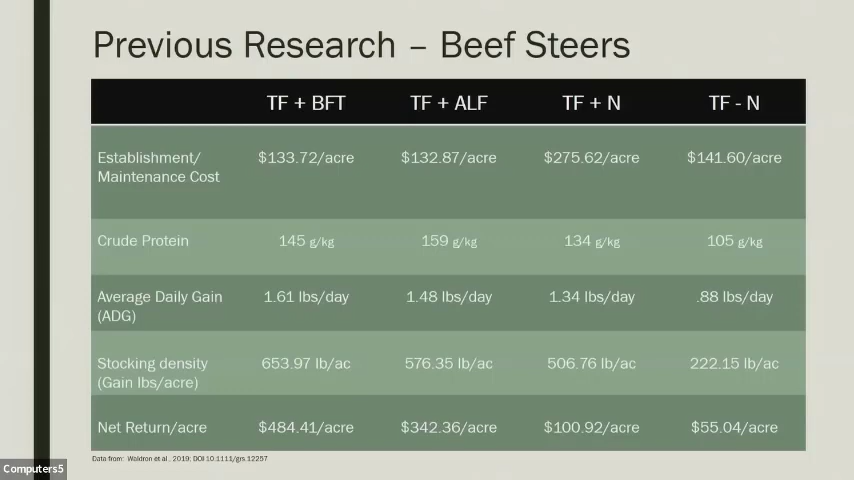 Previous Research – Beef Steers
TF + BFT TF + ALF TF + N TF - N
Establishment/ $133.72/acre $132.87/acre $275.62/acre $141.60/acre
Maintenance Cost
Crude Protein 145 g/kg 159 g/kg 134 g/kg 105 g/kg
Average Daily Gain 1.61 lbs/day 1.48 lbs/day 1.34 lbs/day .88 lbs/day
(ADG)
Stocking density 653.97 lb/ac 576.35 lb/ac 506.76 lb/ac 222.15 lb/ac
(Gain lbs/acre)
Net Return/acre $484.41/acre $342.36/acre $100.92/acre $55.04/acre
Data from: Waldron et al., 2019; DOI 10.1111/grs.12257
Computers5